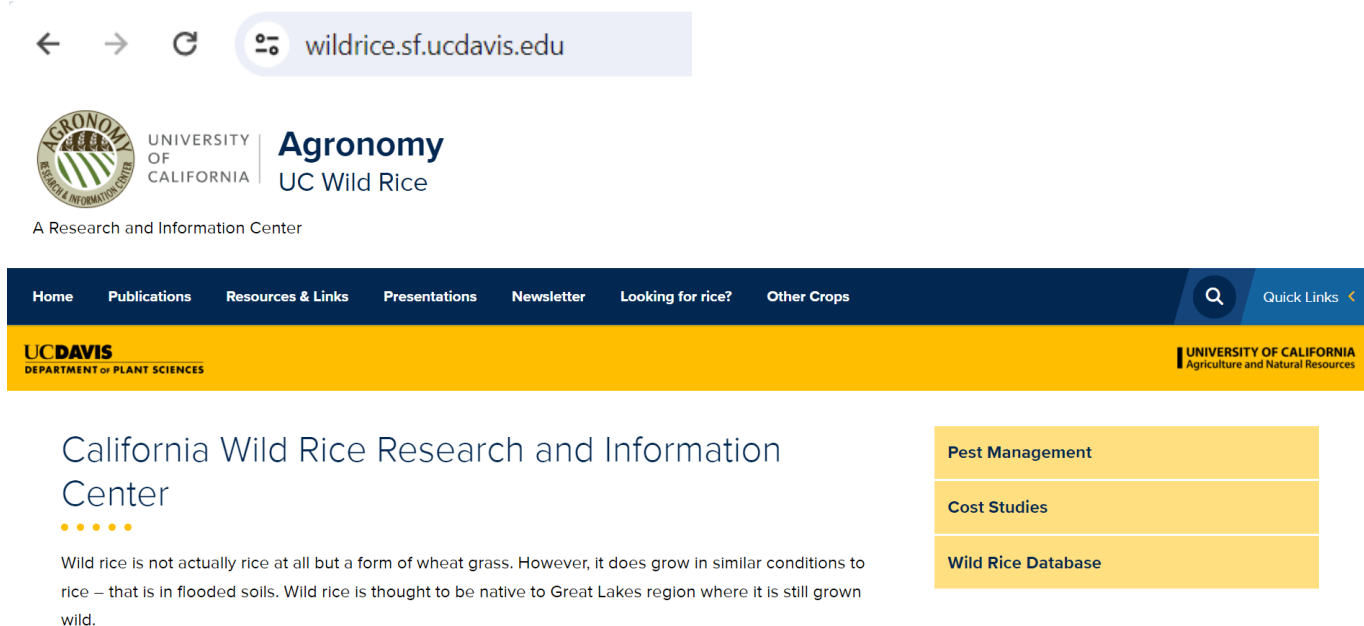 wildrice.sf.ucdavis.edu
AGRONOMY
RESEARCH & INFORMATION CENTER
UNIVERSITY
OF
CALIFORNIA
Agronomy
UC Wild Rice
A Research and Information Center
Home Publications Resources & Links Presentations Newsletter Looking for rice? Other Crops Quick Links
UCDAVIS
DEPARTMENT OF PLANT SCIENCES
UNIVERSITY OF CALIFORNIA
Agriculture and Natural Resources
California Wild Rice Research and Information
Center
Wild rice is not actually rice at all but a form of wheat grass. However, it does grow in similar conditions to
rice – that is in flooded soils. Wild rice is thought to be native to Great Lakes region where it is still grown
wild.
Pest Management
Cost Studies
Wild Rice Database